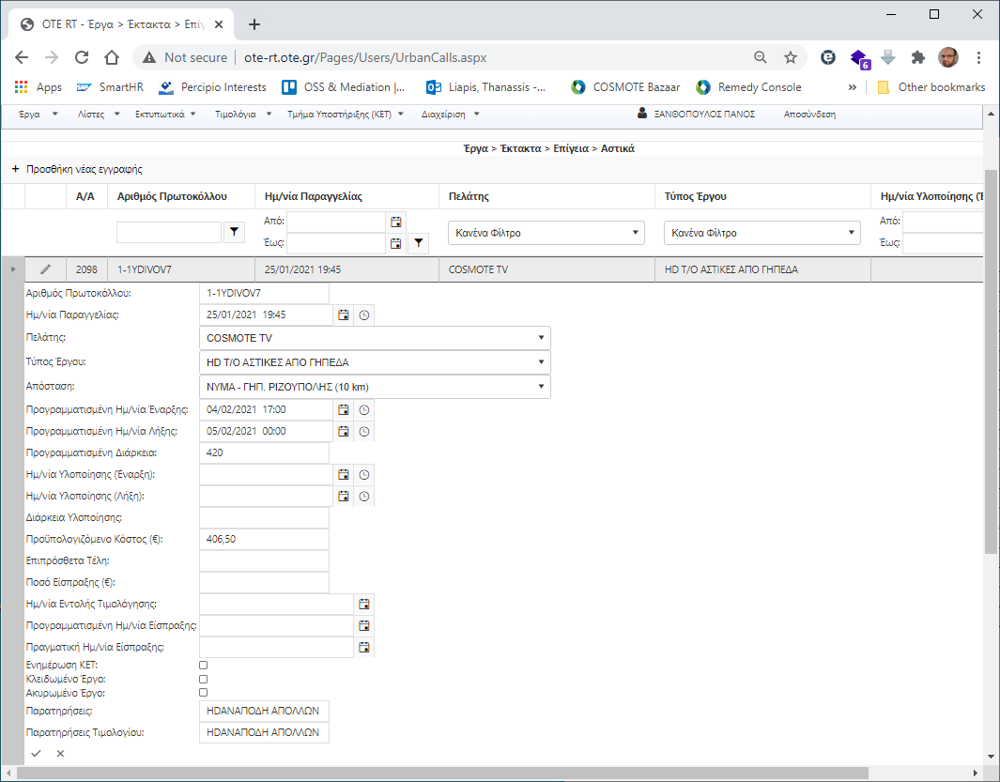 OTE RT - Έργα > Έκτακτα > Επίγ
Not secure | ote-rt.ote.gr/Pages/Users/UrbanCalls.aspx
6
Apps SmartHR Percipio Interests OSS & Mediation |... Liapis, Thanassis -... COSMOTE Bazaar Remedy Console » Other bookmarks
Έργα Λίστες Εκτυπωτικά Τιμολόγια Τμήμα Υποστήριξης (ΚΕΤ) Διαχείριση ΞΑΝΘΟΠΟΥΛΟΣ ΠΑΝΟΣ Αποσύνδεση
Έργα > Έκτακτα > Επίγεια > Αστικά
+ Προσθήκη νέας εγγραφής
Α/Α Αριθμός Πρωτοκόλλου Ημ/νία Παραγγελίας Πελάτης Τύπος Έργου Ημ/νία Υλοποίησης (Έ
Από: Από:
Κανένα Φίλτρο Κανένα Φίλτρο
Έως: Έως:
2098 1-1YDIVOV7 25/01/2021 19:45 COSMOTE TV HD Τ/Ο ΑΣΤΙΚΕΣ ΑΠΟ ΓΗΠΕΔΑ
Αριθμός Πρωτοκόλλου: 1-1YDIVOV7
Ημ/νία Παραγγελίας: 25/01/2021 19:45
Πελάτης: COSMOTE TV
Τύπος Έργου: HD Τ/Ο ΑΣΤΙΚΕΣ ΑΠΟ ΓΗΠΕΔΑ
Απόσταση: ΝΥΜΑ - ΓΗΠ. ΡΙΖΟΥΠΟΛΗΣ (10 km)
Προγραμματισμένη Ημ/νία Έναρξης: 04/02/2021 17:00
Προγραμματισμένη Ημ/νία Λήξης: 05/02/2021 00:00
Προγραμματισμένη Διάρκεια: 420
Ημ/νία Υλοποίησης (Έναρξη):
Ημ/νία Υλοποίησης (Λήξη):
Διάρκεια Υλοποίησης:
Προϋπολογιζόμενο Κόστος (€): 406,50
Επιπρόσθετα Τέλη:
Ποσό Είσπραξης (€):
Ημ/νία Εντολής Τιμολόγησης:
Προγραμματισμένη Ημ/νία Είσπραξης:
Πραγματική Ημ/νία Είσπραξης:
Ενημέρωση ΚΕΤ:
Κλειδωμένο Έργο:
Ακυρωμένο Έργο:
Παρατηρήσεις: HDΑΝΑΠΟΔΗ ΑΠΟΛΛΩΝ
Παρατηρήσεις Τιμολογίου: HDΑΝΑΠΟΔΗ ΑΠΟΛΛΩΝ